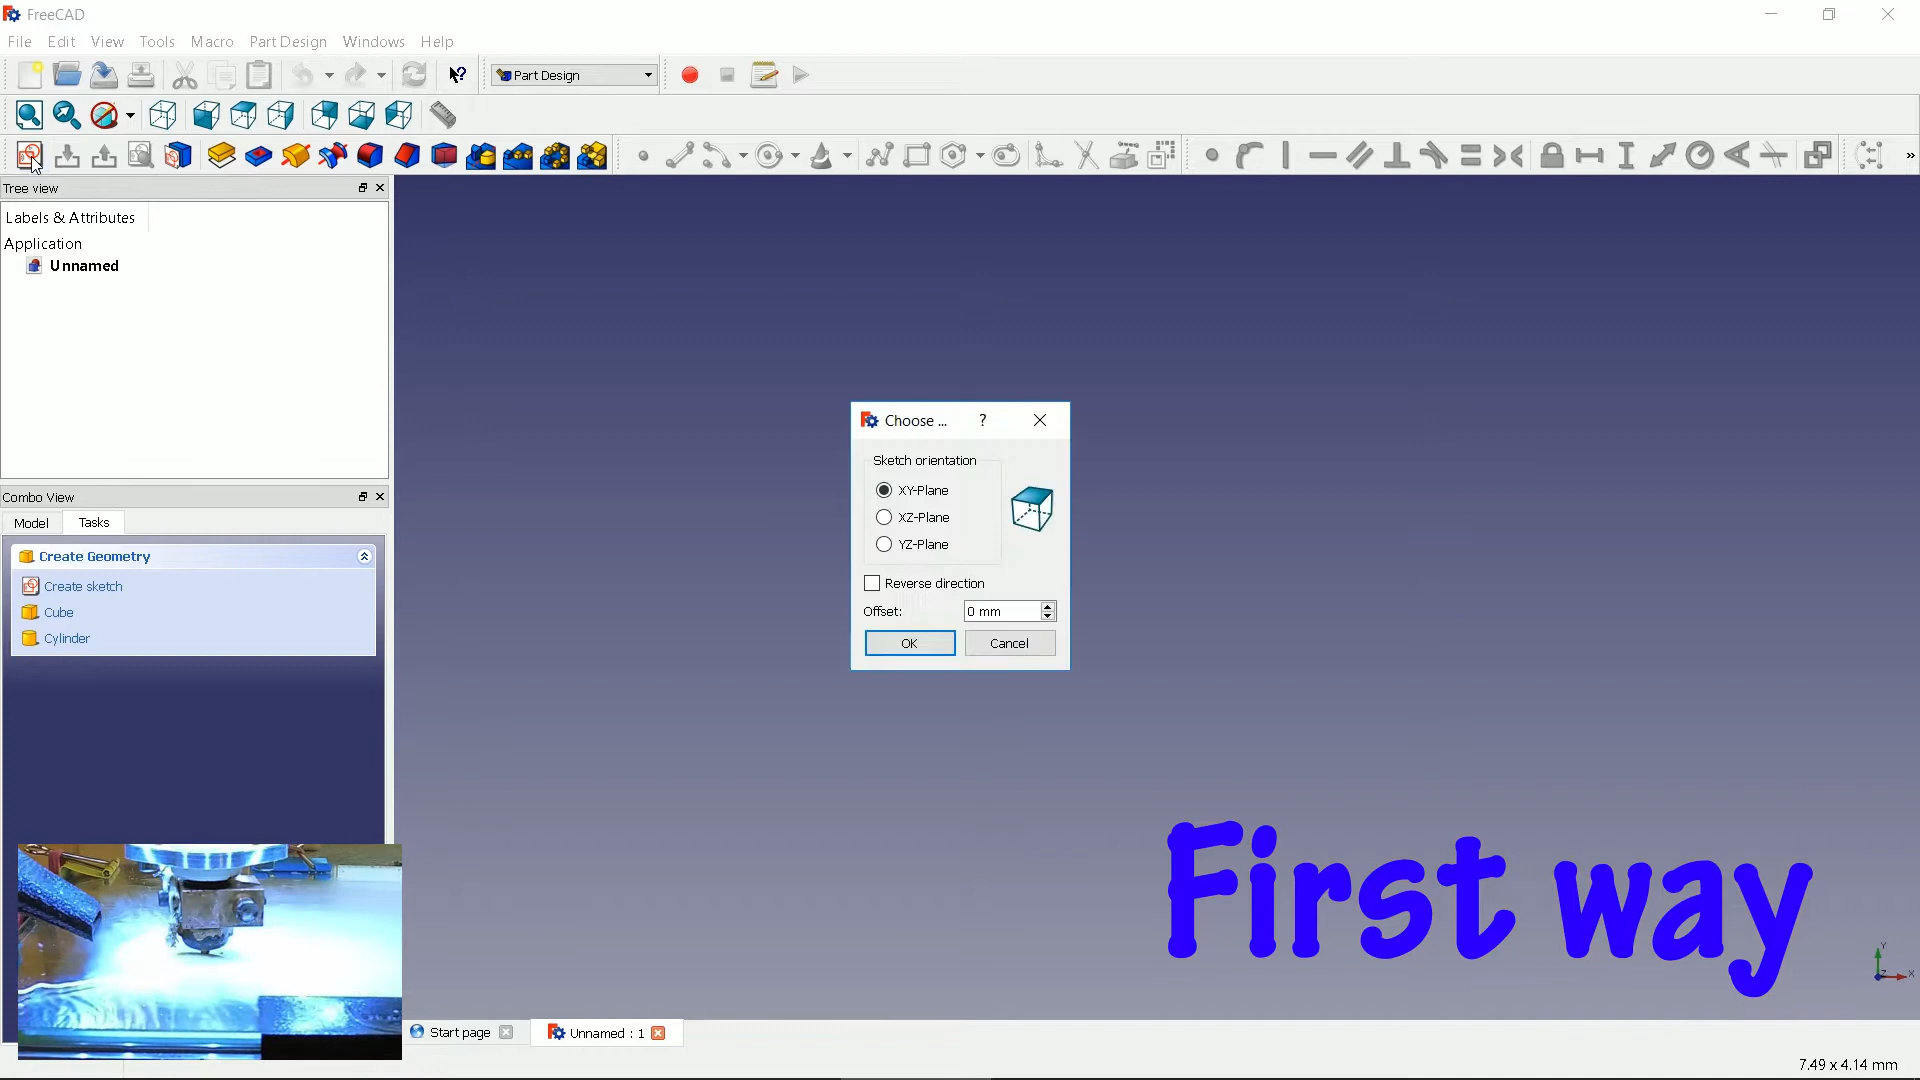 FreeCAD
File Edit View Tools Macro Part Design Windows Help
Part Design
Tree view
Labels & Attributes
Application
Unnamed
Combo View
Model Tasks
Create Geometry
Create sketch
Cube
Cylinder
Choose ... ?
Sketch orientation
XY-Plane
XZ-Plane
YZ-Plane
Reverse direction
Offset: 0 mm
OK Cancel
First way
Y
Z X
Start page Unnamed : 1
7.49 x 4.14 mm